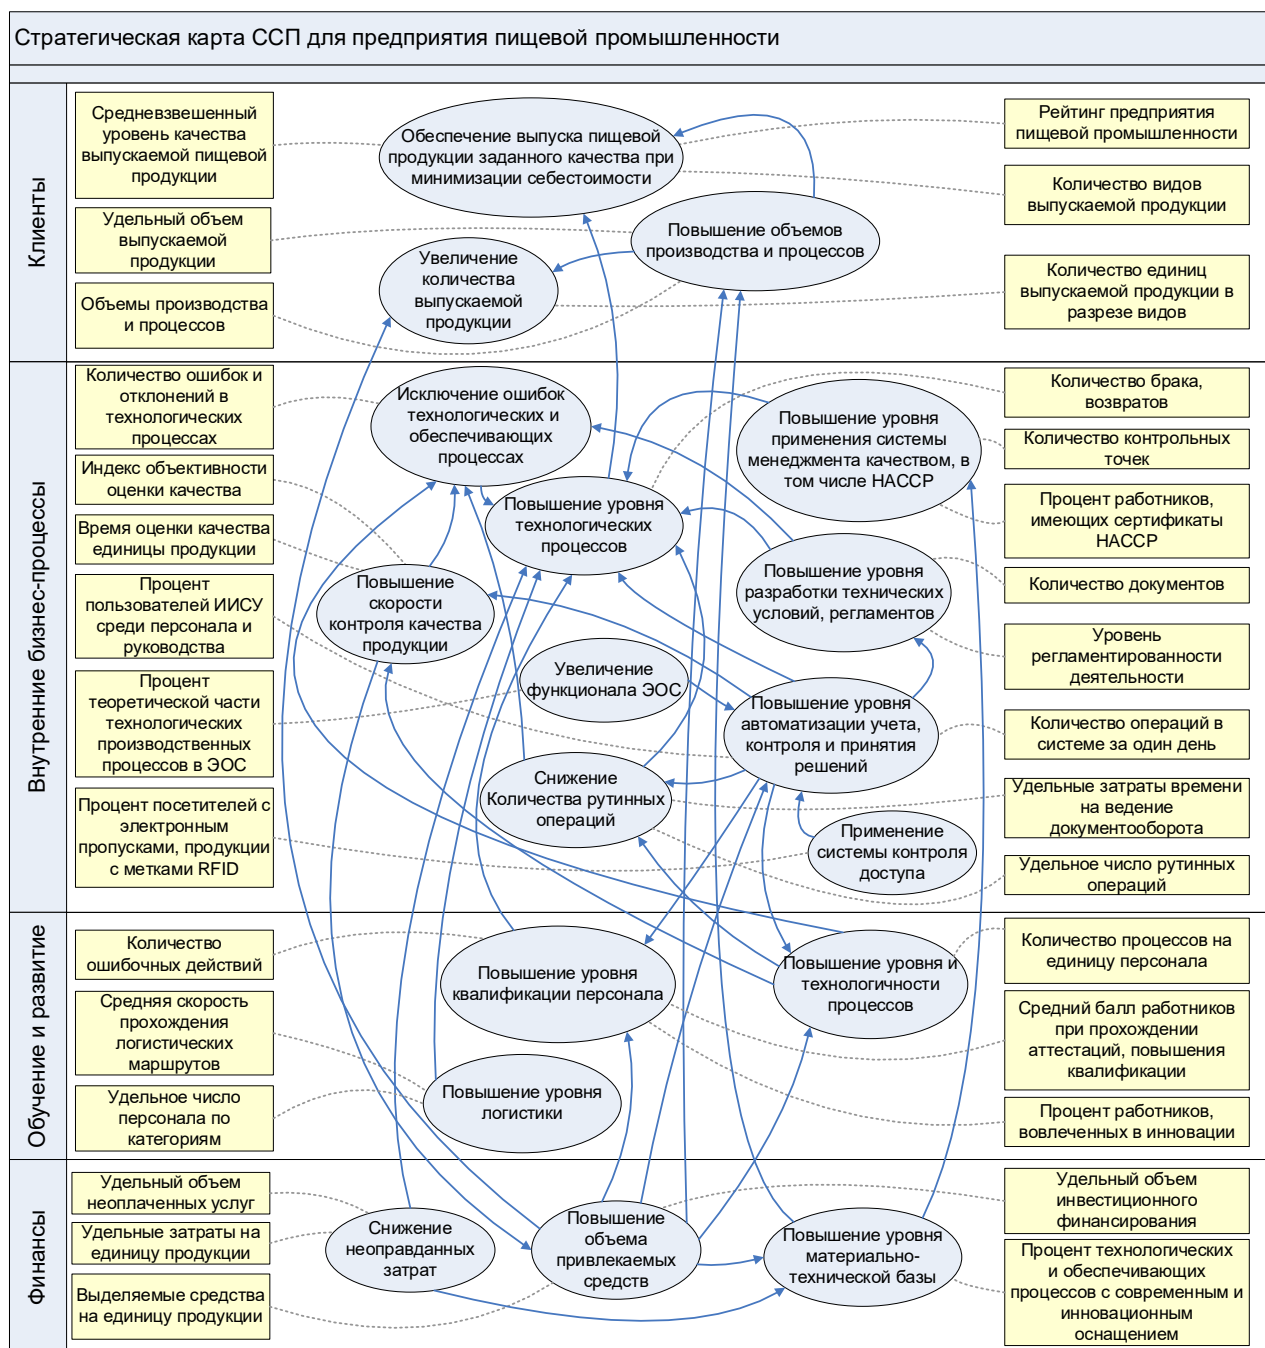 Стратегическая карта ССП для предприятия пищевой промышленности
Клиенты
Средневзвешенный
уровень качества
выпускаемой пищевой
продукции
Удельный объем
выпускаемой
продукции
Объемы производства
и процессов
Обеспечение выпуска пищевой
продукции заданного качества при
минимизации себестоимости
Повышение объемов
производства и процессов
Увеличение
количества
выпускаемой
продукции
Рейтинг предприятия
пищевой промышленности
Количество видов
выпускаемой продукции
Количество единиц
выпускаемой продукции в
разрезе видов
Внутренние бизнес-процессы
Количество ошибок и
отклонений в
технологических
процессах
Индекс объективности
оценки качества
Время оценки качества
единицы продукции
Процент
пользователей ИИСУ
среди персонала и
руководства
Процент
теоретической части
технологических
производственных
процессов в ЭОС
Процент посетителей с
электронным
пропусками, продукции
с метками RFID
Исключение ошибок
технологических и
обеспечивающих
процессах
Повышение уровня
применения системы
менеджмента качеством, в
том числе НАССР
Повышение уровня
технологических
процессов
Повышение
скорости
контроля качества
продукции
Повышение уровня
разработки технических
условий, регламентов
Увеличение
функционала ЭОС
Повышение уровня
автоматизации учета,
контроля и принятия
решений
Снижение
Количества рутинных
операций
Применение
системы контроля
доступа
Количество брака,
возвратов
Количество контрольных
точек
Процент работников,
имеющих сертификаты
НАССР
Количество документов
Уровень
регламентированности
деятельности
Количество операций в
системе за один день
Удельные затраты времени
на ведение
документооборота
Удельное число рутинных
операций
Обучение и развитие
Количество
ошибочных действий
Средняя скорость
прохождения
логистических
маршрутов
Удельное число
персонала по
категориям
Повышение уровня
квалификации персонала
Повышение уровня и
технологичности
процессов
Повышение уровня
логистики
Количество процессов на
единицу персонала
Средний балл работников
при прохождении
аттестаций, повышения
квалификации
Процент работников,
вовлеченных в инновации
Финансы
Удельный объем
неоплаченных услуг
Удельные затраты на
единицу продукции
Выделяемые средства
на единицу продукции
Снижение
неоправданных
затрат
Повышение
объема
привлекаемых
средств
Повышение уровня
материально-
технической базы
Удельный объем
инвестиционного
финансирования
Процент технологических
и обеспечивающих
процессов с современным и
инновационным
оснащением